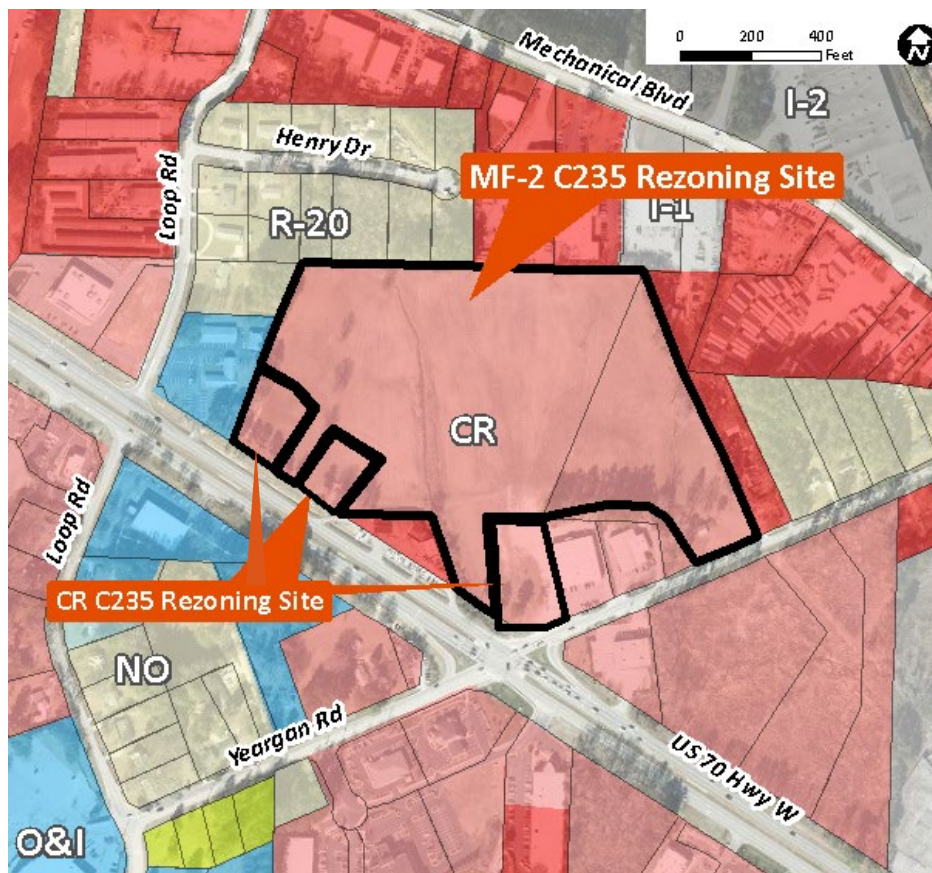 0 200 400
Feet
N
Mechanical Blvd
I-2
Henry Dr
MF-2 C235 Rezoning Site
Loop Rd
R-20
I-1
CR
Loop Rd
CR C235 Rezoning Site
NO
Yeargan Rd
US 70 Hwy W
O&I